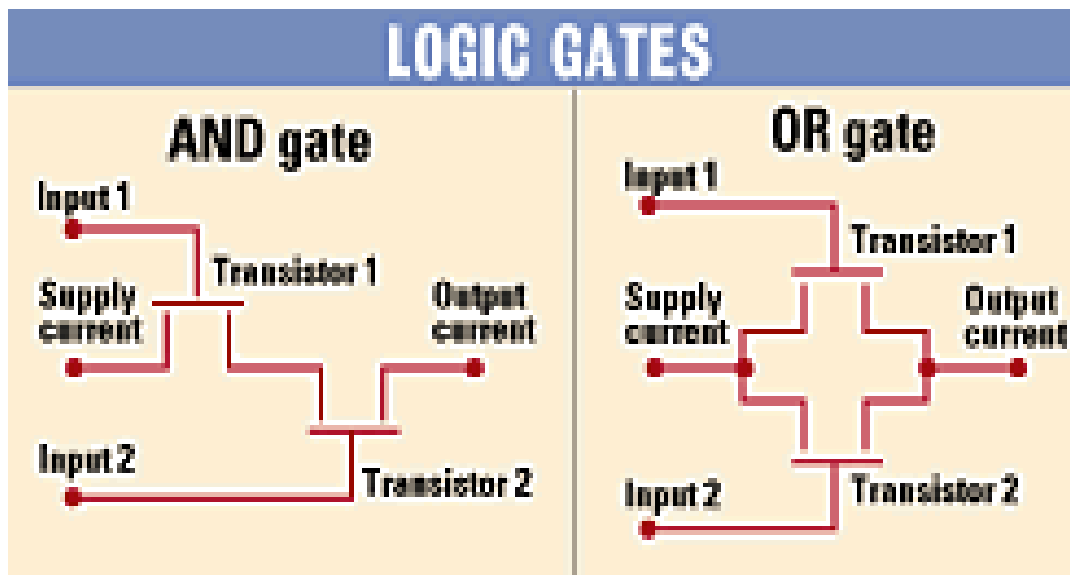 LOGIC GATES
AND gate
Input 1
Transistor 1
Supply
current
Output
current
Input 2
Transistor 2
OR gate
Input 1
Transistor 1
Supply
current
Output
current
Input 2
Transistor 2